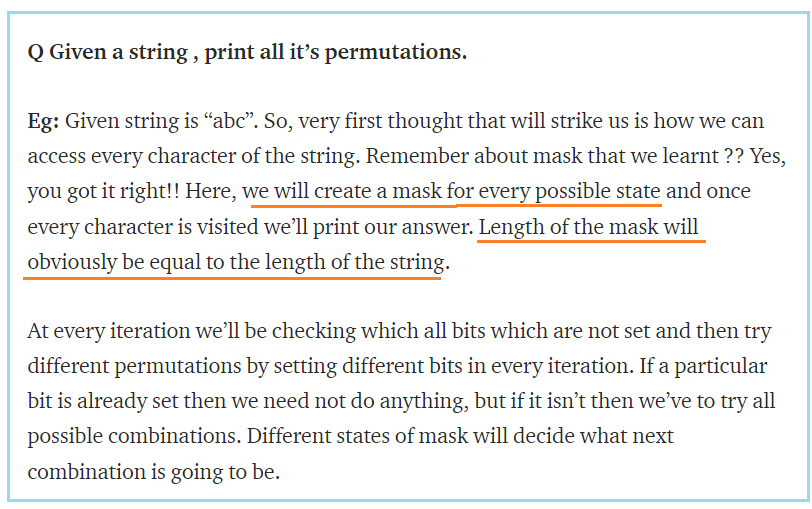 Q Given a string , print all it’s permutations.
Eg: Given string is “abc”. So, very first thought that will strike us is how we can
access every character of the string. Remember about mask that we learnt ?? Yes,
you got it right!! Here, we will create a mask for every possible state and once
every character is visited we’ll print our answer. Length of the mask will
obviously be equal to the length of the string.
At every iteration we’ll be checking which all bits which are not set and then try
different permutations by setting different bits in every iteration. If a particular
bit is already set then we need not do anything, but if it isn’t then we’ve to try all
possible combinations. Different states of mask will decide what next
combination is going to be.